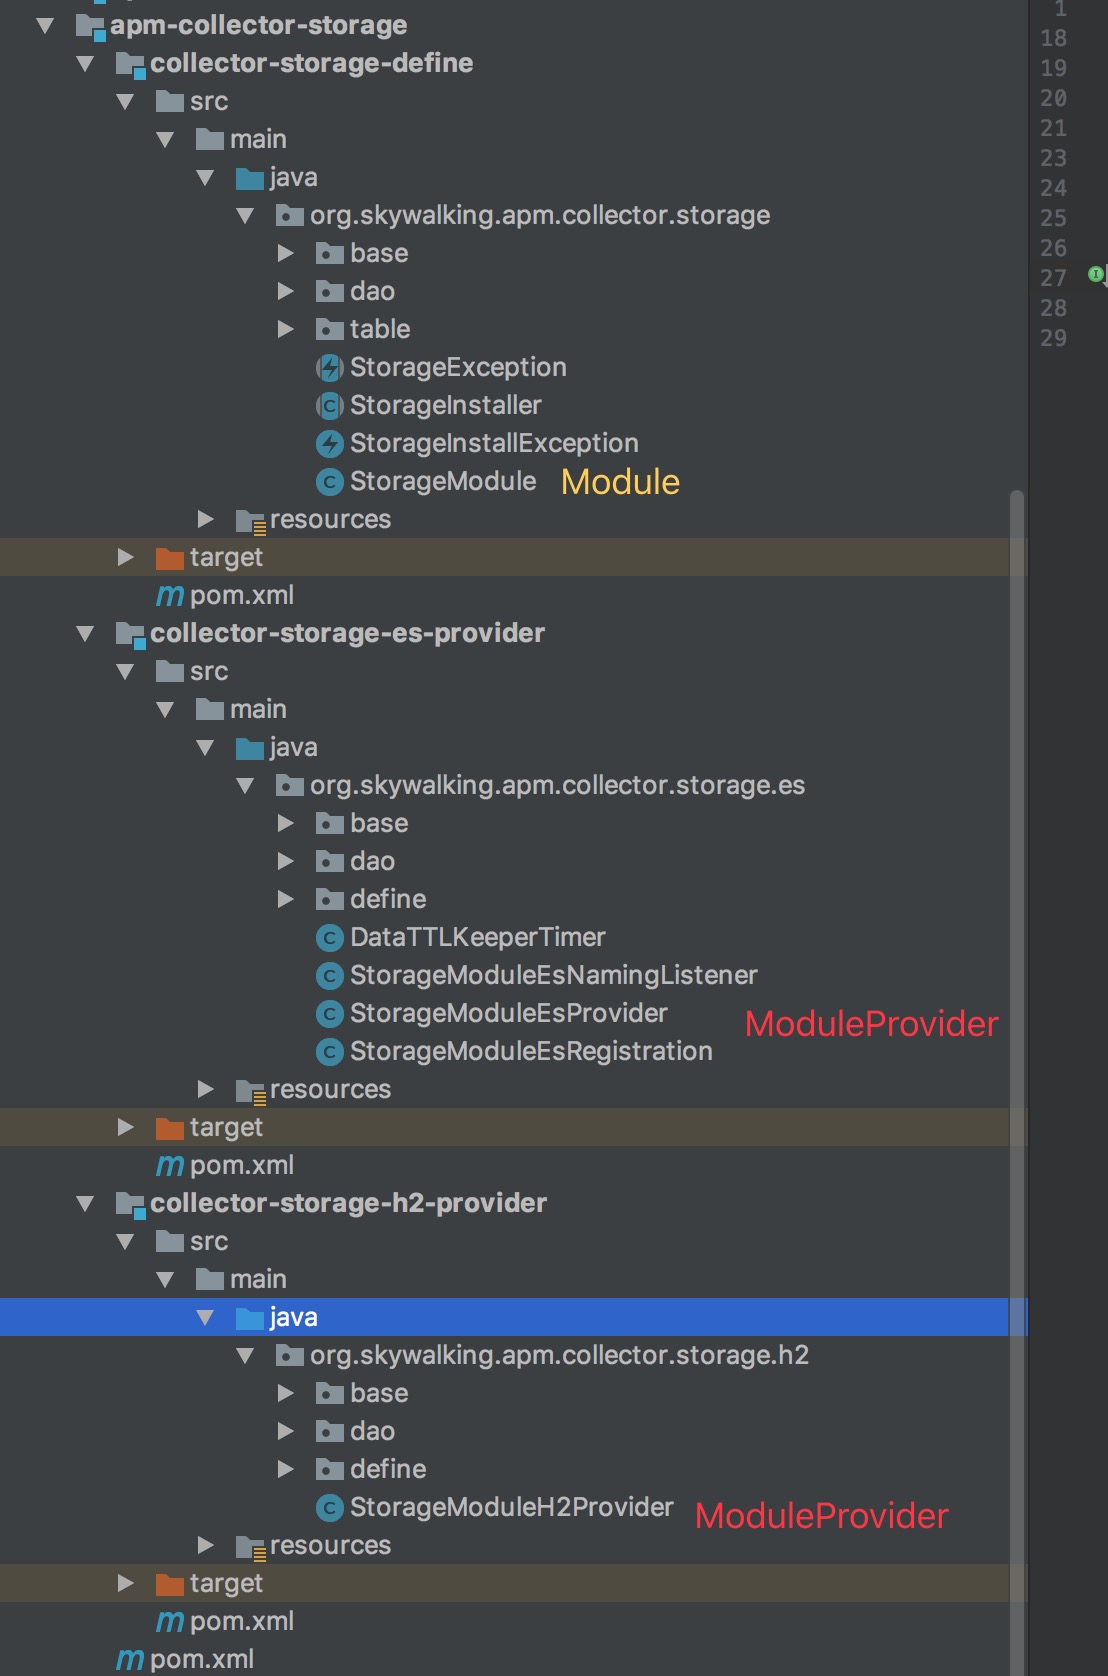 apm-collector-storage
1
collector-storage-define
18
src
19
main
20
java
21
org.skywalking.apm.collector.storage
23
base
24
dao
25
table
26
StorageException
27
StorageInstaller
28
StorageInstallException
29
StorageModule Module
resources
target
m pom.xml
collector-storage-es-provider
src
main
java
org.skywalking.apm.collector.storage.es
base
dao
define
C DataTTLKeeperTimer
C StorageModuleEsNamingListener
C StorageModuleEsProvider ModuleProvider
C StorageModuleEsRegistration
resources
target
m pom.xml
collector-storage-h2-provider
src
main
java
org.skywalking.apm.collector.storage.h2
base
dao
define
C StorageModuleH2Provider ModuleProvider
resources
target
m pom.xml
m pom.xml